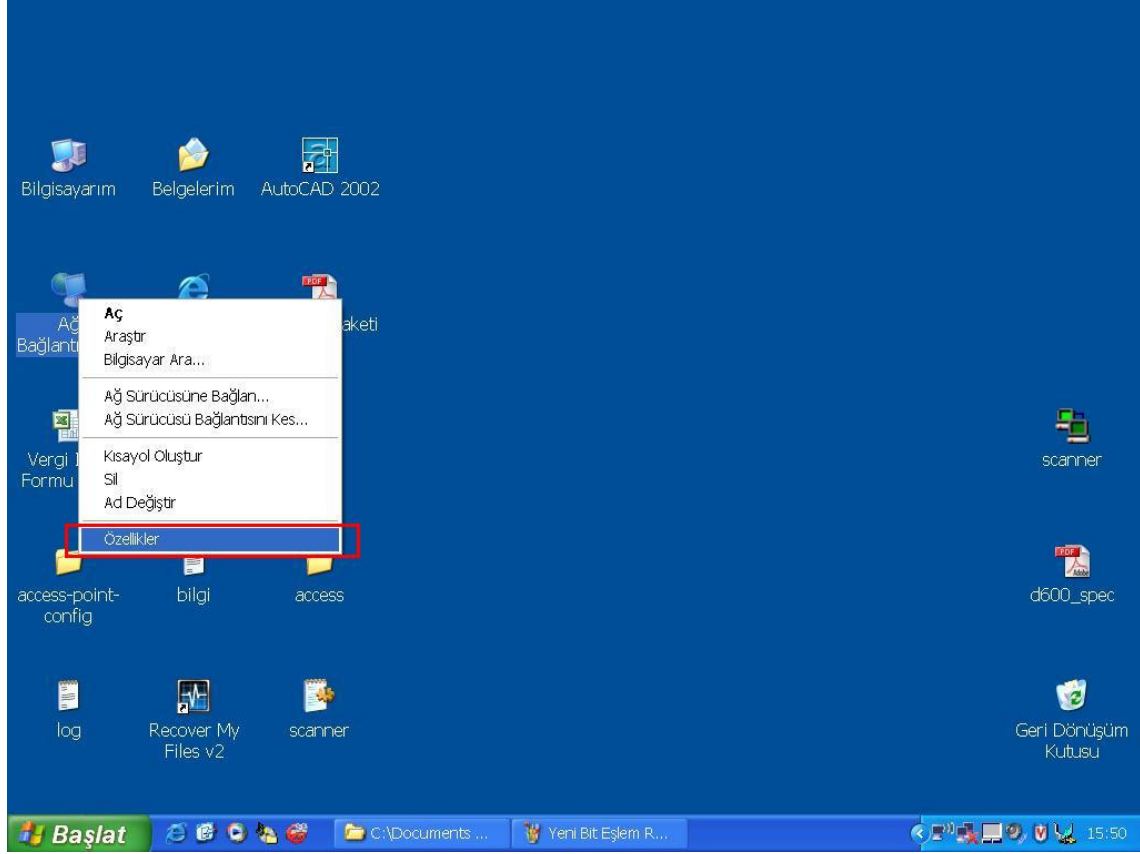 Bilgisayarım
Belgelerim
AutoCAD 2002
Ağ
Bağlantı
aketi
Aç
Araştır
Bilgisayar Ara...
Ağ Sürücüsüne Bağlan...
Ağ Sürücüsü Bağlantısını Kes...
Kısayol Oluştur
Sil
Ad Değiştir
Özellikler
Vergi
Formu
scanner
access-point-
config
bilgi
access
d600_spec
log
Recover My
Files v2
scanner
Geri Dönüşüm
Kutusu
Başlat
C:\Documents ...
Yeni Bit Eşlem R...
15:50